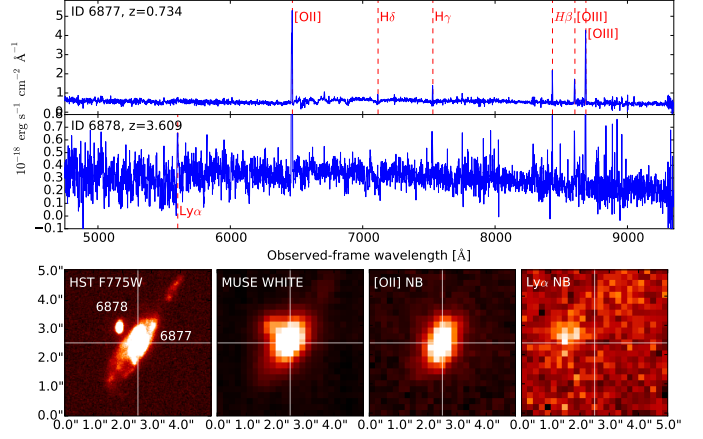 ID 6877, z=0.734
[OII]
Hδ
Hγ
Hβ
[OIII]
[OIII]
5
4
3
2
1
0
ID 6878, z=3.609
Lyα
0.8
0.7
0.6
0.5
0.4
0.3
0.2
0.1
0.0
−0.1
10⁻¹⁸ erg s⁻¹ cm⁻² Å⁻¹
5000 6000 7000 8000 9000
Observed-frame wavelength [Å]
5.0"
4.0"
3.0"
2.0"
1.0"
0.0"
HST F775W
6878
6877
MUSE WHITE
[OII] NB
Lyα NB
0.0" 1.0" 2.0" 3.0" 4.0" 0.0" 1.0" 2.0" 3.0" 4.0" 0.0" 1.0" 2.0" 3.0" 4.0" 0.0" 1.0" 2.0" 3.0" 4.0" 5.0"